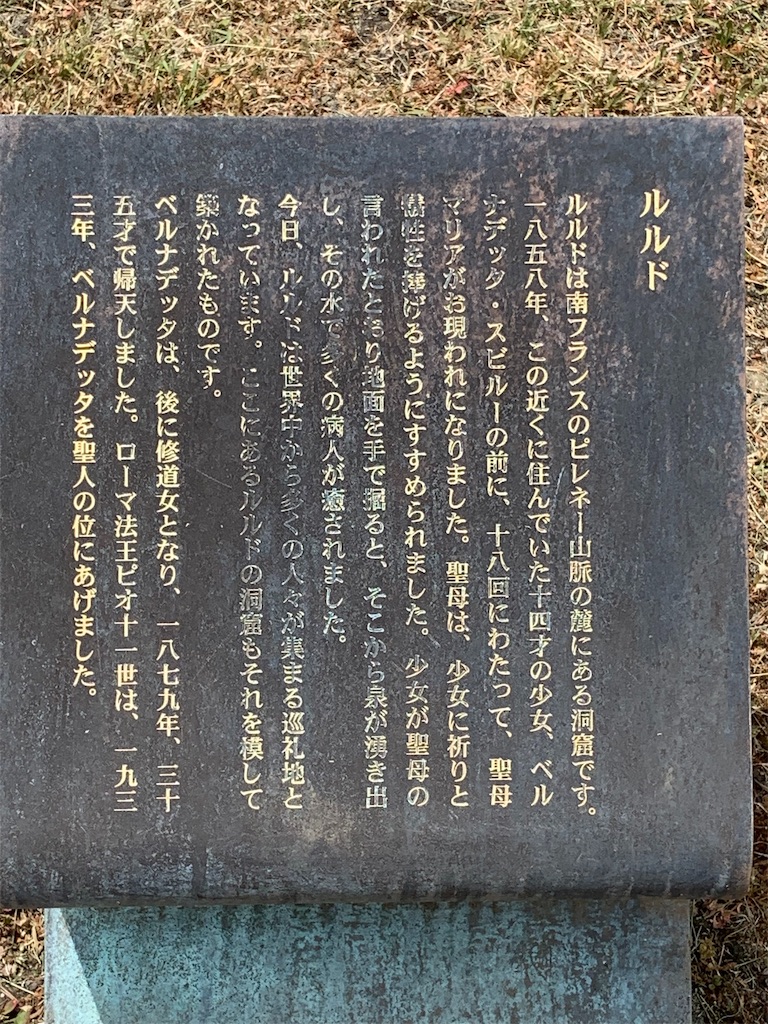 ルルド
ルルドは南フランスのピレネー山脈の麓にある洞窟です。
一八五八年、この近くに住んでいた十四才の少女、ベル
ナデッタ・スビルーの前に、十八回にわたって、聖母
マリアがお現われになりました。聖母は、少女に祈りと
犠牲を捧げるようにすすめられました。少女が聖母の
言われたとおり地面を手で掘ると、そこから泉が湧き出
し、その水で多くの病人が癒されました。
今日、ルルドは世界中から多くの人々が集まる巡礼地と
なっています。ここにあるルルドの洞窟もそれを模して
築かれたものです。
ベルナデッタは、後に修道女となり、一八七九年、三十
五才で帰天しました。ローマ法王ピオ十一世は、一九三
三年、ベルナデッタを聖人の位にあげました。